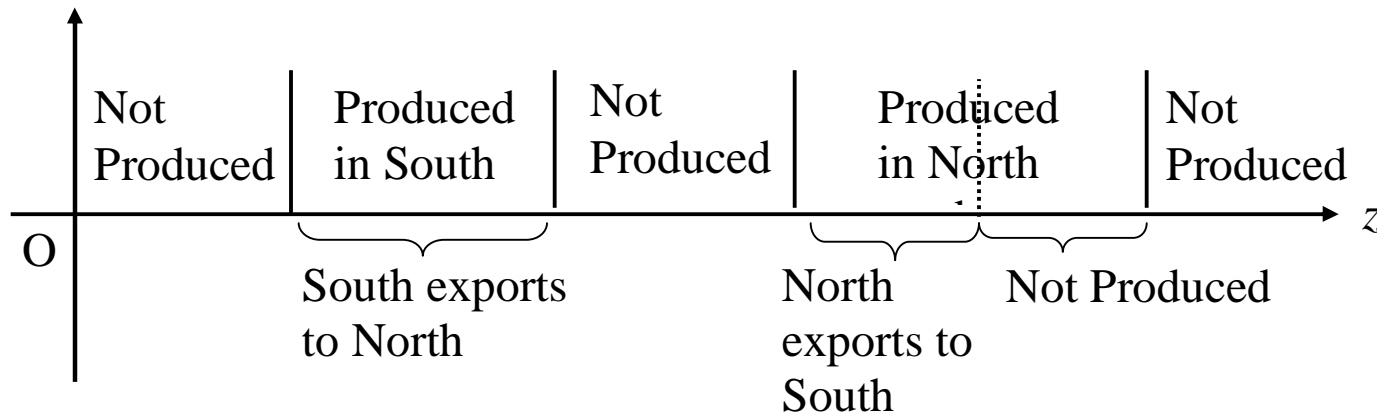 Not
Produced
Produced
in South
Not
Produced
Produced
in North
Not
Produced
O
z
South exports
to North
North
exports to
South
Not Produced